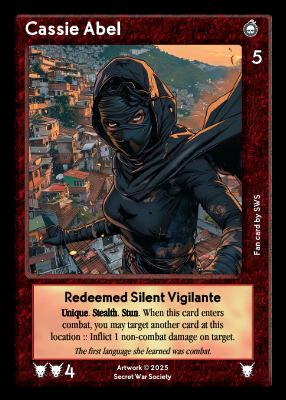 Cassie Abel
5
Fan card by SWS
Redeemed Silent Vigilante
Unique. Stealth. Stun. When this card enters
combat, you may target another card at this
location :: Inflict 1 non-combat damage on target.
The first language she learned was combat.
4
Artwork © 2025
Secret War Society